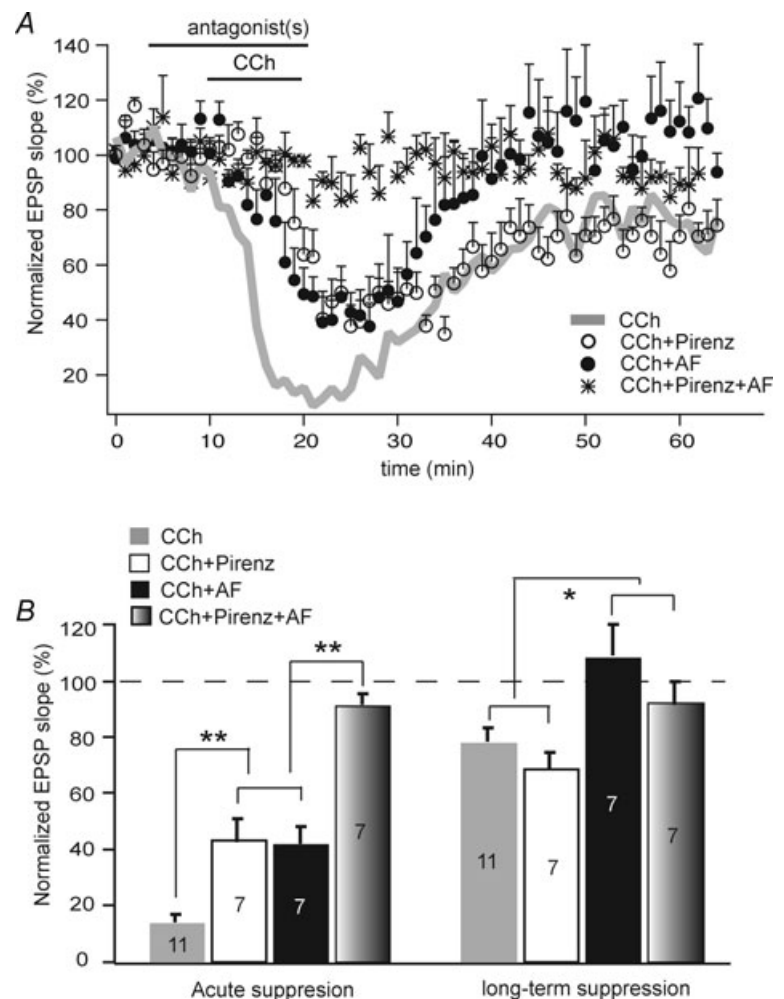 A
antagonist(s)
CCh
Normalized EPSP slope (%)
140
120
100
80
60
40
20
0 10 20 30 40 50 60
time (min)
CCh
CCh+Pirenz
CCh+AF
CCh+Pirenz+AF
B
CCh
CCh+Pirenz
CCh+AF
CCh+Pirenz+AF
Normalized EPSP slope (%)
120
100
80
60
40
20
0
** ** *
11 7 7 7 11 7 7 7
Acute suppresion long-term suppression